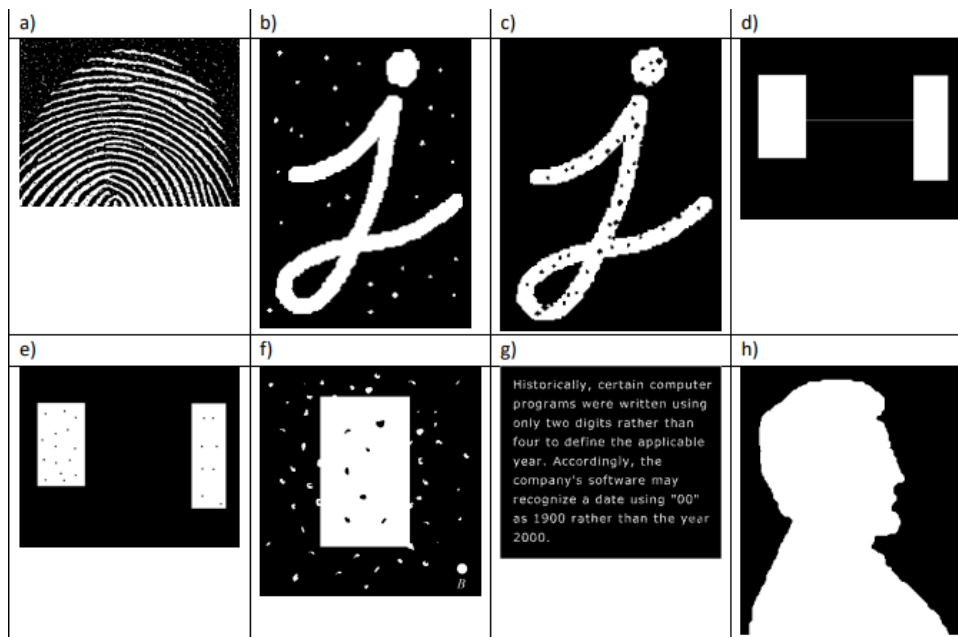 a)
b)
c)
d)
e)
f)
g)
h)
B
Historically, certain computer
programs were written using
only two digits rather than
four to define the applicable
year. Accordingly, the
company's software may
recognize a date using "00"
as 1900 rather than the year
2000.